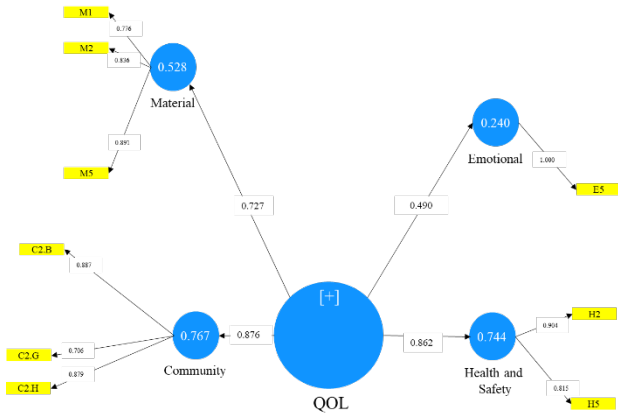 M1
0.776
M2
0.836
0.528
Material
0.891
M5
0.240
Emotional
1.000
E5
0.727
0.490
C2.B
0.887
[+]
0.767
Community
0.876
0.862
0.744
Health and
Safety
0.904
H2
0.706
C2.G
0.879
C2.H
0.815
H5
QOL